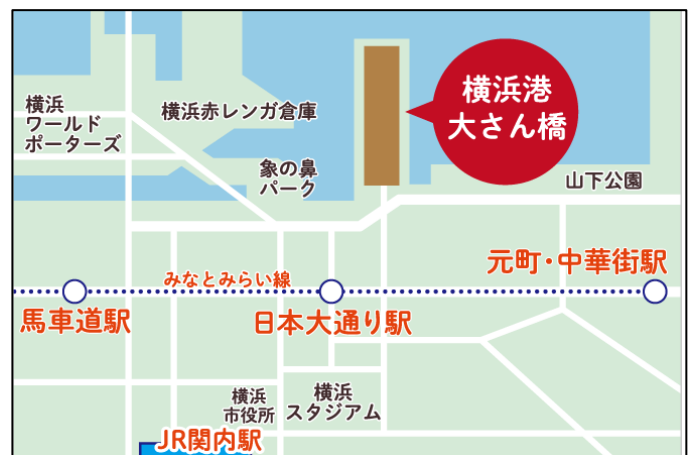 横浜
ワールド
ポーターズ
横浜赤レンガ倉庫
横浜港
大さん橋
象の鼻
パーク
山下公園
みなとみらい線
元町・中華街駅
馬車道駅
日本大通り駅
横浜
市役所
横浜
スタジアム
JR関内駅